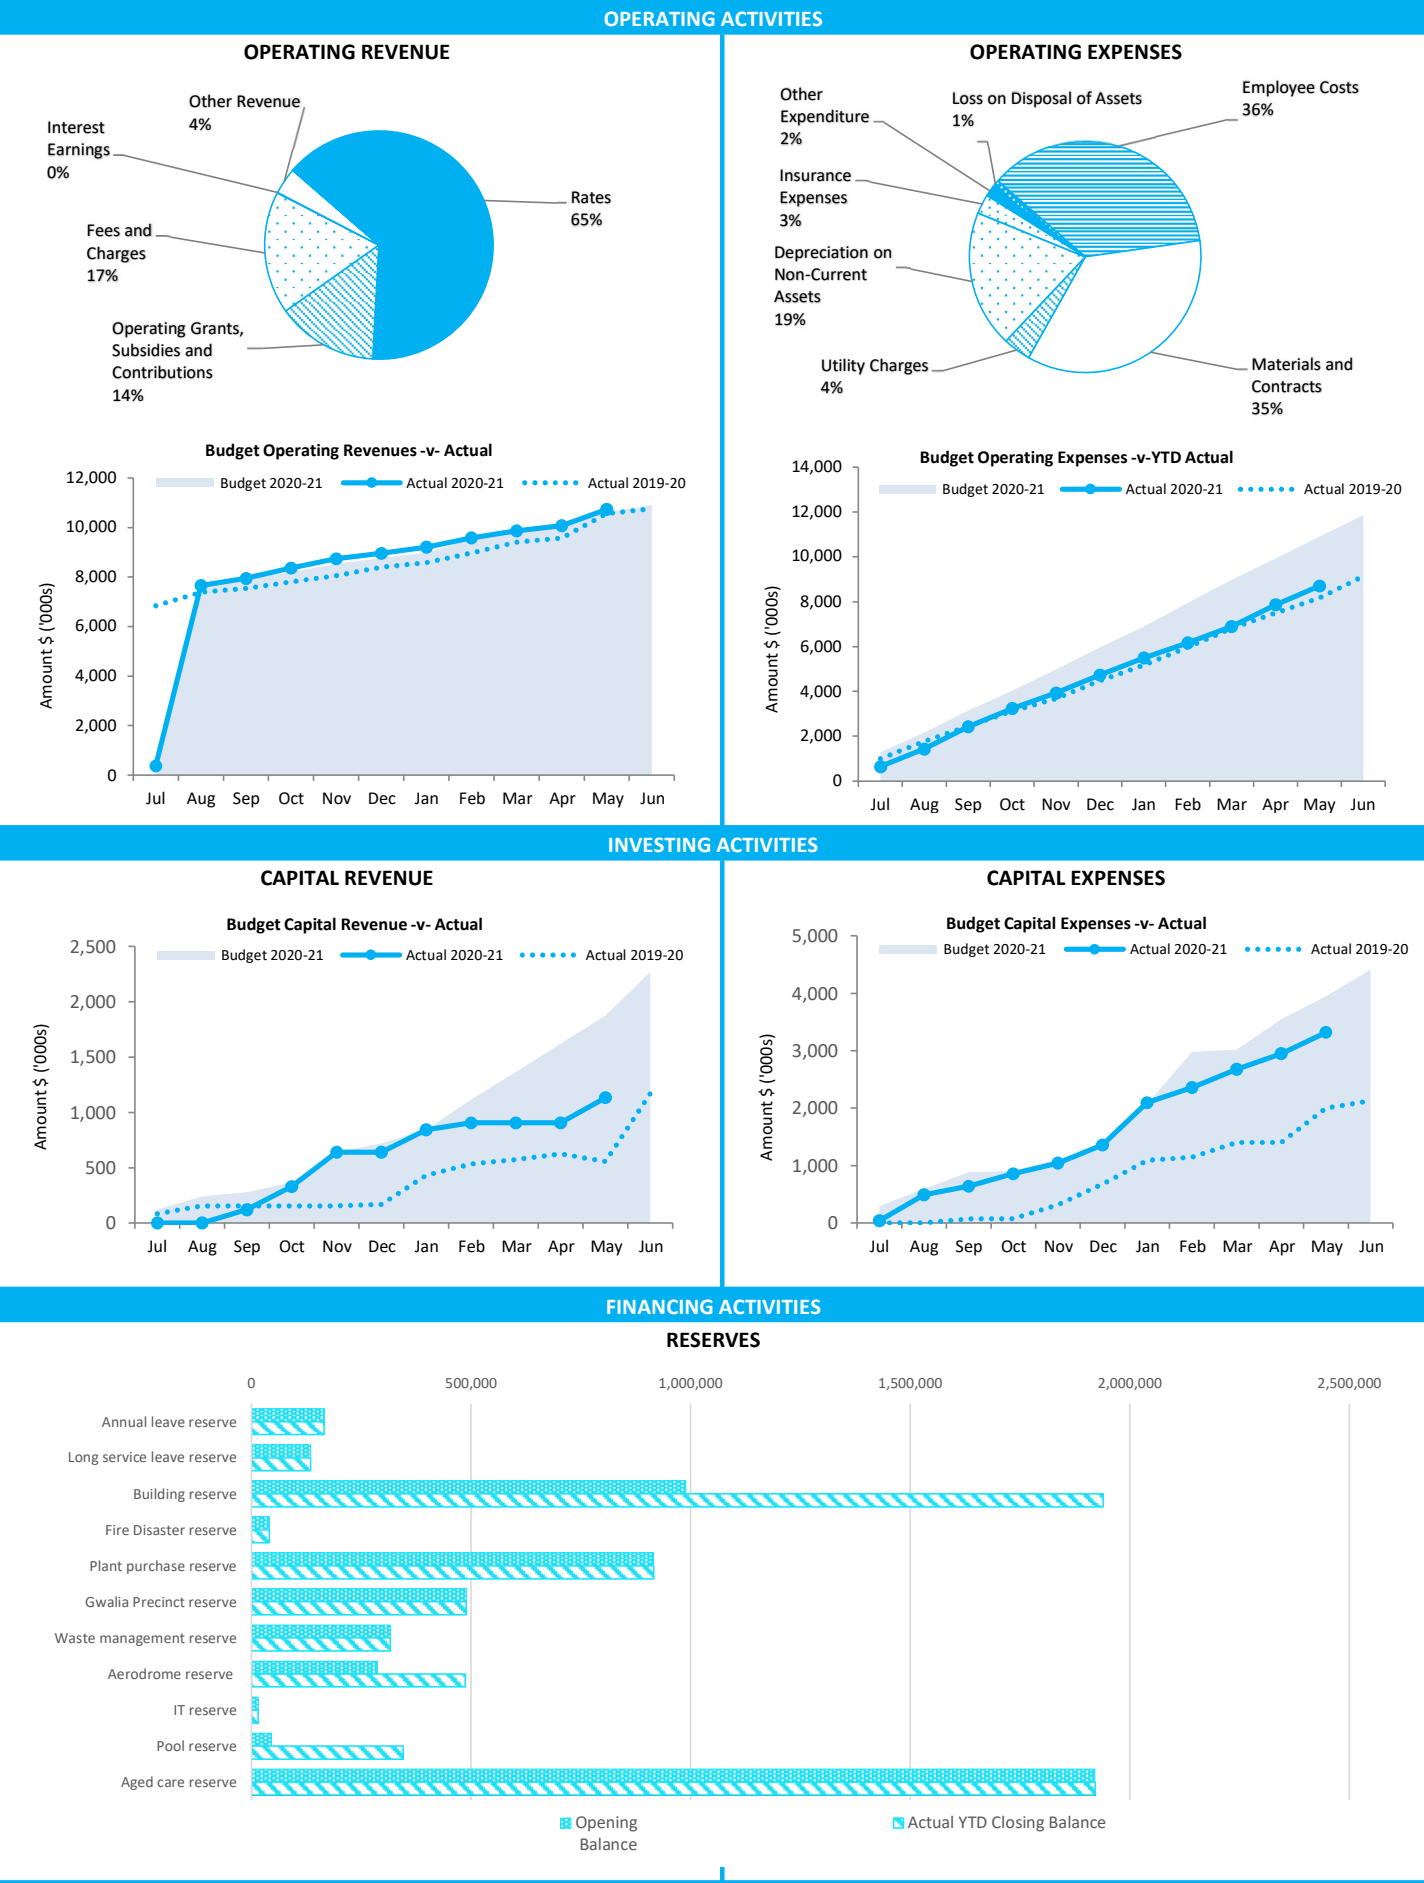 OPERATING ACTIVITIES
OPERATING REVENUE
Other Revenue
4%
Interest
Earnings
0%
Rates
65%
Fees and
Charges
17%
Operating Grants,
Subsidies and
Contributions
14%
OPERATING EXPENSES
Other
Expenditure
2%
Loss on Disposal of Assets
1%
Employee Costs
36%
Insurance
Expenses
3%
Depreciation on
Non-Current
Assets
19%
Utility Charges
4%
Materials and
Contracts
35%
Budget Operating Revenues -v- Actual
Budget 2020-21 Actual 2020-21 Actual 2019-20
Amount $ ('000s)
12,000
10,000
8,000
6,000
4,000
2,000
0
Jul Aug Sep Oct Nov Dec Jan Feb Mar Apr May Jun
Budget Operating Expenses -v-YTD Actual
Budget 2020-21 Actual 2020-21 Actual 2019-20
Amount $ ('000s)
14,000
12,000
10,000
8,000
6,000
4,000
2,000
0
Jul Aug Sep Oct Nov Dec Jan Feb Mar Apr May Jun
INVESTING ACTIVITIES
CAPITAL REVENUE
Budget Capital Revenue -v- Actual
Budget 2020-21 Actual 2020-21 Actual 2019-20
Amount $ ('000s)
2,500
2,000
1,500
1,000
500
0
Jul Aug Sep Oct Nov Dec Jan Feb Mar Apr May Jun
CAPITAL EXPENSES
Budget Capital Expenses -v- Actual
Budget 2020-21 Actual 2020-21 Actual 2019-20
Amount $ ('000s)
5,000
4,000
3,000
2,000
1,000
0
Jul Aug Sep Oct Nov Dec Jan Feb Mar Apr May Jun
FINANCING ACTIVITIES
RESERVES
0 500,000 1,000,000 1,500,000 2,000,000 2,500,000
Annual leave reserve
Long service leave reserve
Building reserve
Fire Disaster reserve
Plant purchase reserve
Gwalia Precinct reserve
Waste management reserve
Aerodrome reserve
IT reserve
Pool reserve
Aged care reserve
Opening
Balance
Actual YTD Closing Balance